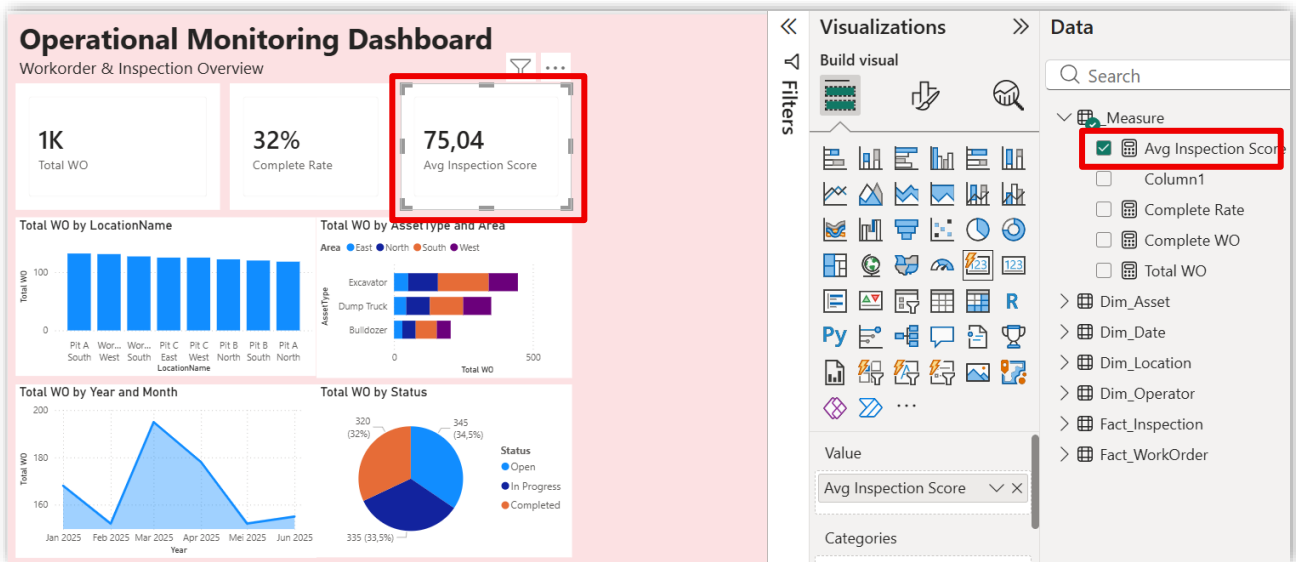 Operational Monitoring Dashboard
Workorder & Inspection Overview
1K
Total WO
32%
Complete Rate
75,04
Avg Inspection Score
Total WO by LocationName
Total WO
100
0
Pit A South
Wor... West
Wor... South
Pit C East
Pit C West
Pit B North
Pit B South
Pit A North
LocationName
Total WO by AssetType and Area
Area East North South West
AssetType
Excavator
Dump Truck
Bulldozer
0 500
Total WO
Total WO by Year and Month
Total WO
200
180
160
Jan 2025 Feb 2025 Mar 2025 Apr 2025 Mei 2025 Jun 2025
Year
Total WO by Status
320
(32%)
345
(34,5%)
335 (33,5%)
Status
Open
In Progress
Completed
Filters
Visualizations
Build visual
123
123
R
Py
...
Value
Avg Inspection Score
Categories
Data
Search
_Measure
Avg Inspection Score
Column1
Complete Rate
Complete WO
Total WO
Dim_Asset
Dim_Date
Dim_Location
Dim_Operator
Fact_Inspection
Fact_WorkOrder